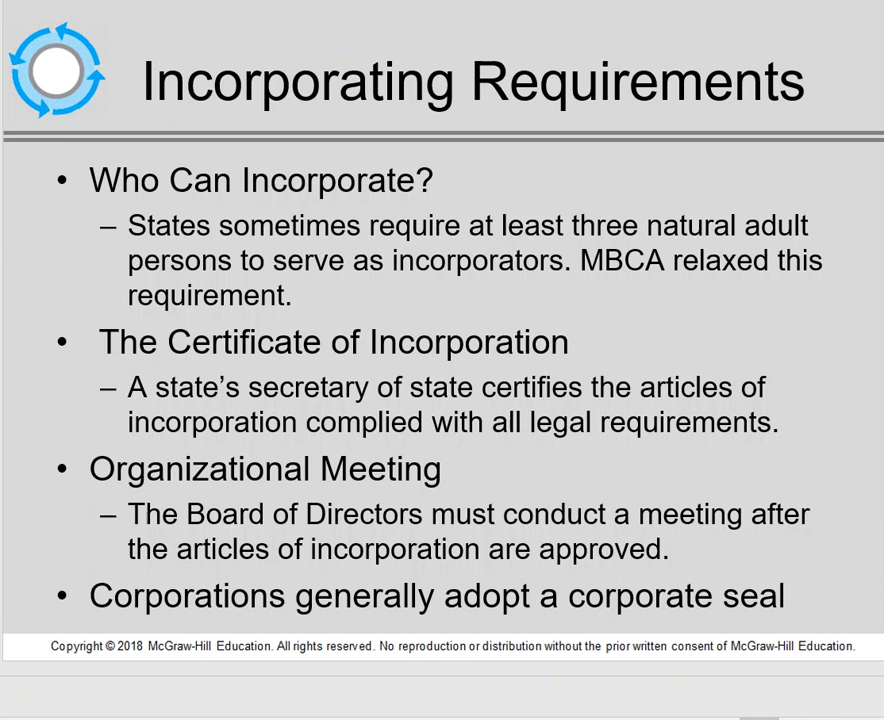 Incorporating Requirements
• Who Can Incorporate?
– States sometimes require at least three natural adult
persons to serve as incorporators. MBCA relaxed this
requirement.
• The Certificate of Incorporation
– A state’s secretary of state certifies the articles of
incorporation complied with all legal requirements.
• Organizational Meeting
– The Board of Directors must conduct a meeting after
the articles of incorporation are approved.
• Corporations generally adopt a corporate seal
Copyright © 2018 McGraw-Hill Education. All rights reserved. No reproduction or distribution without the prior written consent of McGraw-Hill Education.